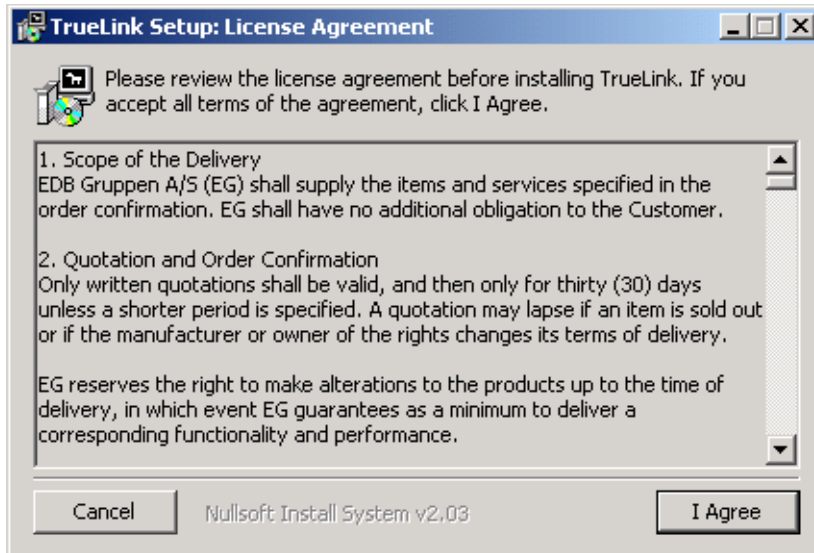 TrueLink Setup: License Agreement
Please review the license agreement before installing TrueLink. If you
accept all terms of the agreement, click I Agree.
1. Scope of the Delivery
EDB Gruppen A/S (EG) shall supply the items and services specified in the
order confirmation. EG shall have no additional obligation to the Customer.
2. Quotation and Order Confirmation
Only written quotations shall be valid, and then only for thirty (30) days
unless a shorter period is specified. A quotation may lapse if an item is sold out
or if the manufacturer or owner of the rights changes its terms of delivery.
EG reserves the right to make alterations to the products up to the time of
delivery, in which event EG guarantees as a minimum to deliver a
corresponding functionality and performance.
Cancel
Nullsoft Install System v2.03
I Agree